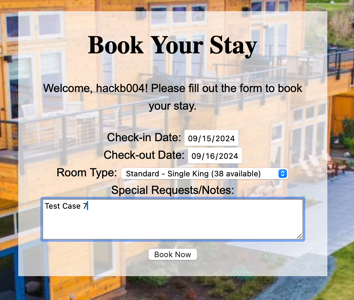 Book Your Stay
Welcome, hackb004! Please fill out the form to book
your stay.
Check-in Date: 09/15/2024
Check-out Date: 09/16/2024
Room Type: Standard - Single King (38 available)
Special Requests/Notes:
Test Case 7
Book Now